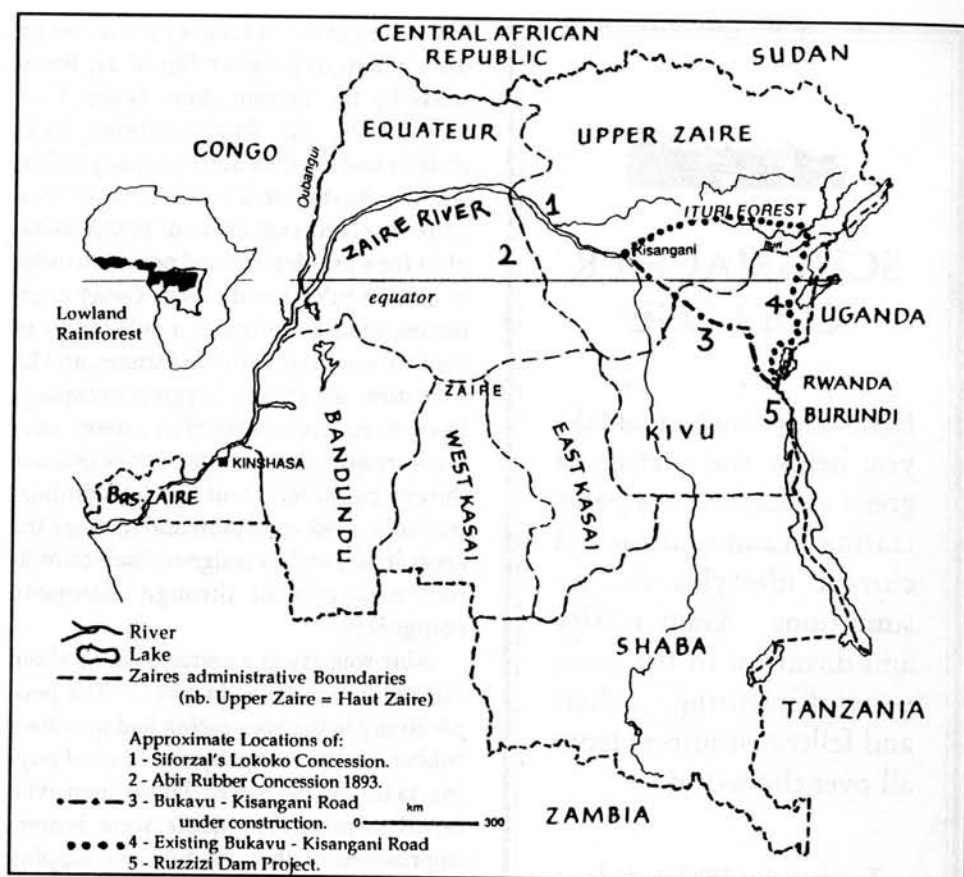 CENTRAL AFRICAN
REPUBLIC
SUDAN
EQUATEUR
UPPER ZAIRE
CONGO
Oubangui
ZAIRE RIVER
1
ITURI FOREST
Kisangani
2
equator
4
UGANDA
Lowland
Rainforest
3
RWANDA
ZAIRE
5
BURUNDI
KIVU
BANDUNDU
WEST KASAI
EAST KASAI
KINSHASA
Bas ZAIRE
River
Lake
Zaires administrative Boundaries
(nb. Upper Zaire = Haut Zaire)
SHABA
TANZANIA
Approximate Locations of:
1 - Siforzal's Lokoko Concession.
2 - Abir Rubber Concession 1893.
3 - Bukavu - Kisangani Road
under construction.
0 km 300
ZAMBIA
4 - Existing Bukavu -
Kisangani Road
5 - Ruzzizi Dam Project.